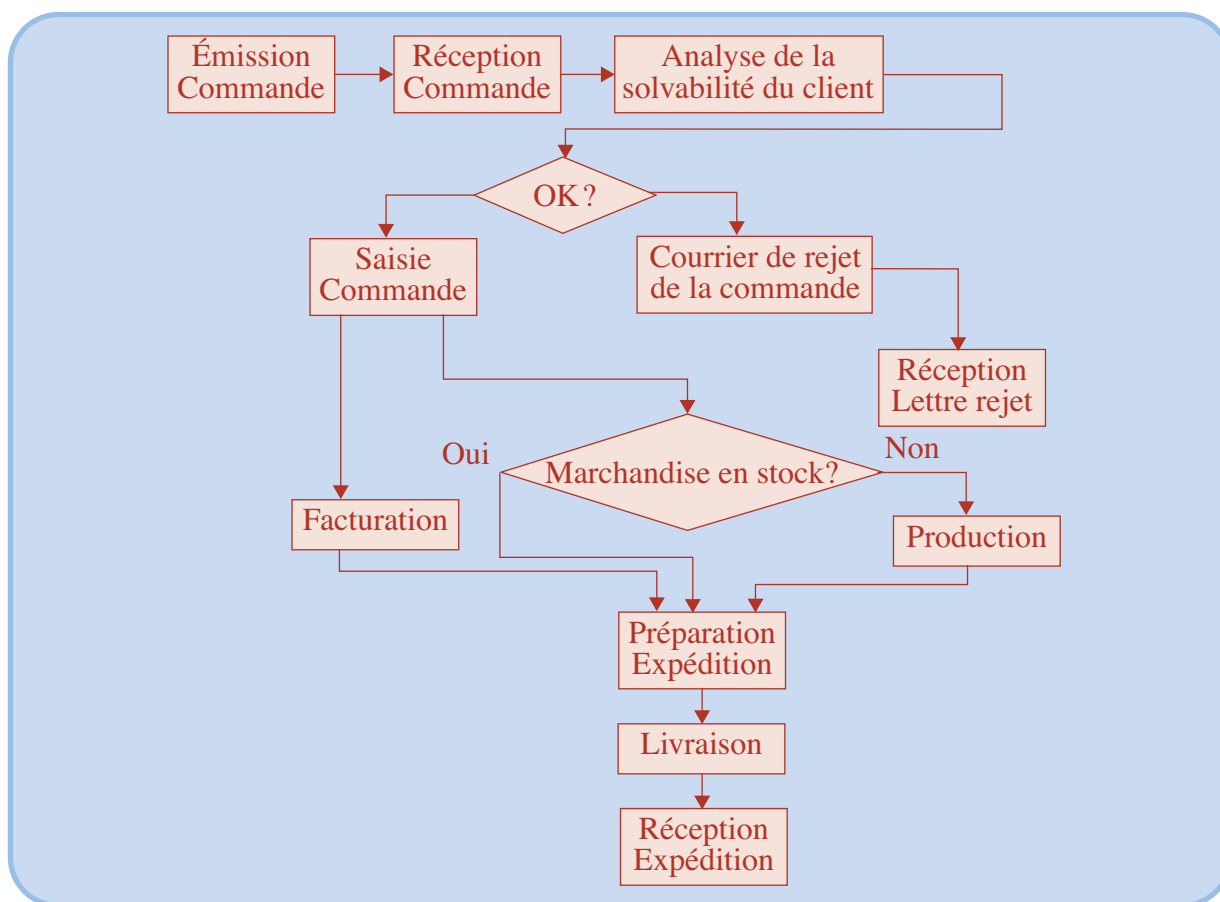 Émission
Commande
Réception
Commande
Analyse de la
solvabilité du client
OK ?
Saisie
Commande
Courrier de rejet
de la commande
Réception
Lettre rejet
Oui
Marchandise en stock?
Non
Facturation
Production
Préparation
Expédition
Livraison
Réception
Expédition